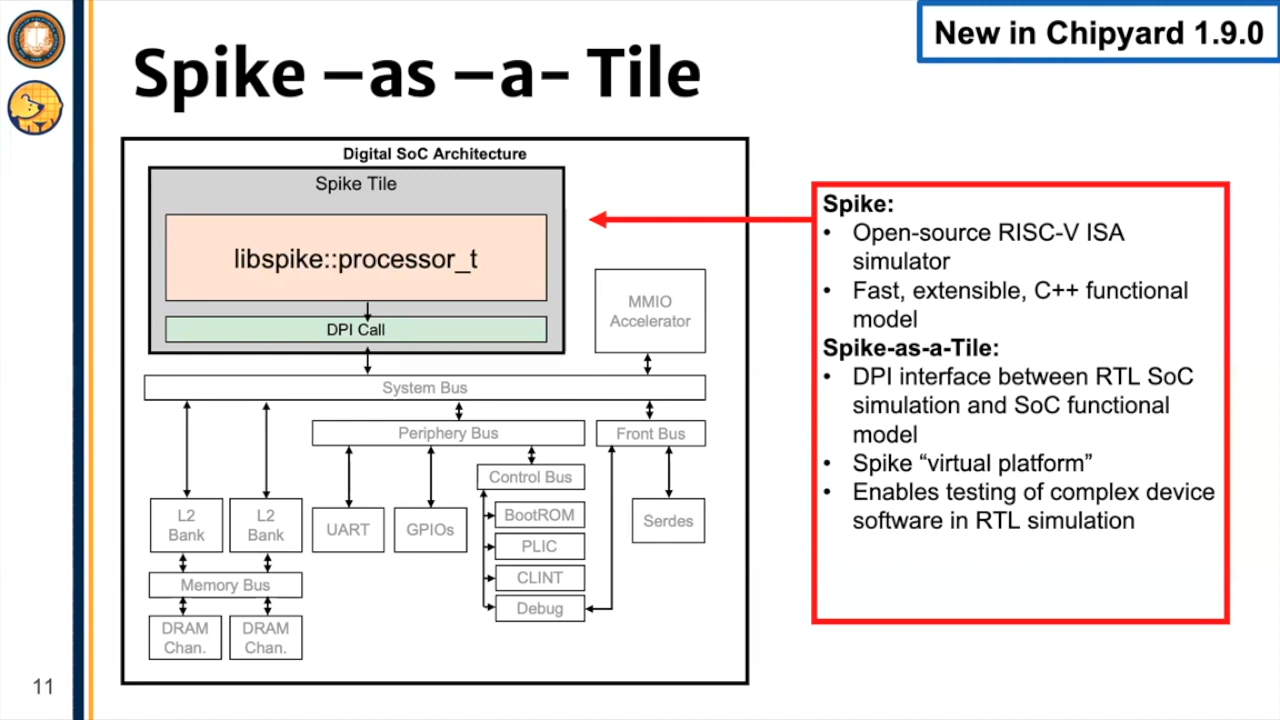 New in Chipyard 1.9.0
Spike –as –a- Tile
Digital SoC Architecture
Spike Tile
libspike::processor_t
DPI Call
MMIO
Accelerator
System Bus
Periphery Bus
Front Bus
Control Bus
L2
Bank
L2
Bank
UART
GPIOs
BootROM
PLIC
CLINT
Debug
Serdes
Memory Bus
DRAM
Chan.
DRAM
Chan.
Spike:
• Open-source RISC-V ISA
simulator
• Fast, extensible, C++ functional
model
Spike-as-a-Tile:
• DPI interface between RTL SoC
simulation and SoC functional
model
• Spike “virtual platform”
• Enables testing of complex device
software in RTL simulation
11